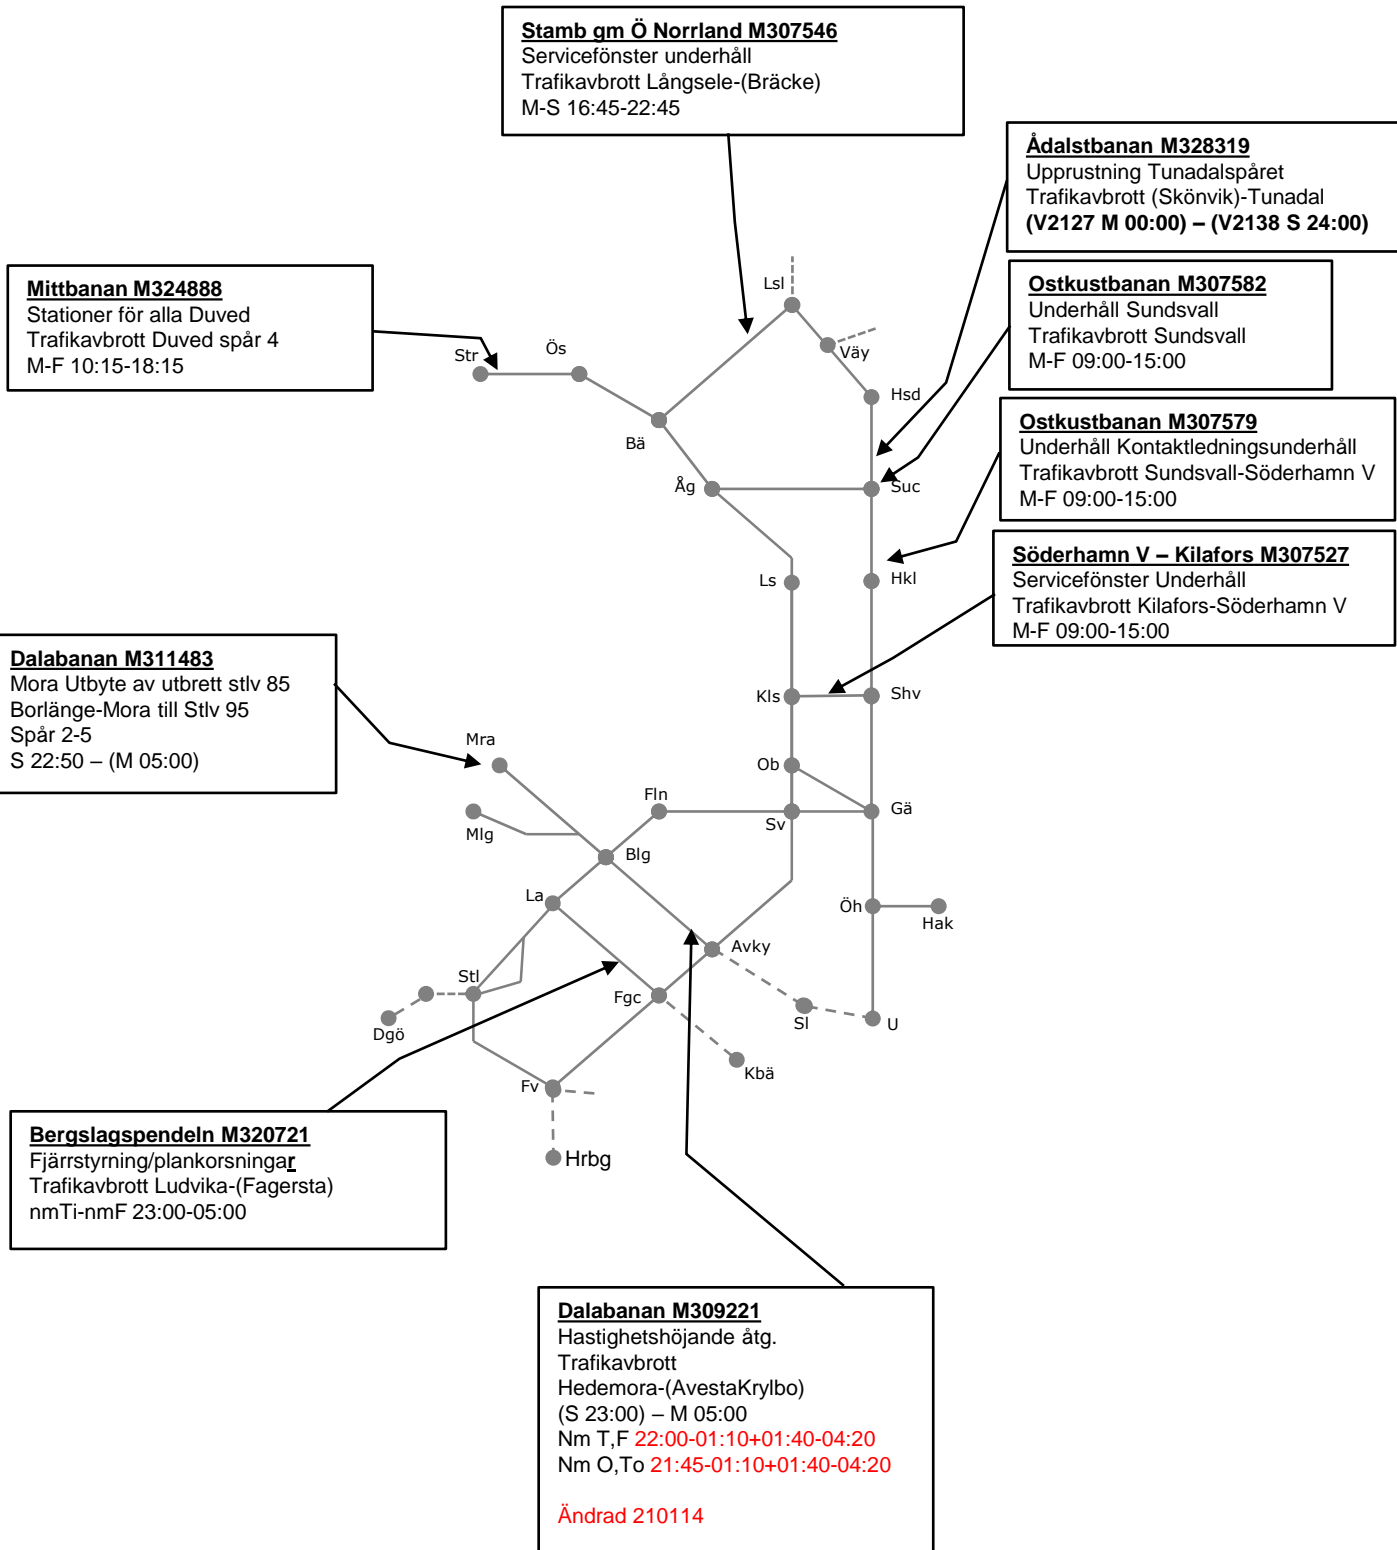 Stamb gm Ö Norrland M307546
Servicefönster underhåll
Trafikavbrott Långsele-(Bräcke)
M-S 16:45-22:45
Ådalstbanan M328319
Upprustning Tunadalspåret
Trafikavbrott (Skönvik)-Tunadal
(V2127 M 00:00) – (V2138 S 24:00)
Mittbanan M324888
Stationer för alla Duved
Trafikavbrott Duved spår 4
M-F 10:15-18:15
Ostkustbanan M307582
Underhåll Sundsvall
Trafikavbrott Sundsvall
M-F 09:00-15:00
Ostkustbanan M307579
Underhåll Kontaktledningsunderhåll
Trafikavbrott Sundsvall-Söderhamn V
M-F 09:00-15:00
Söderhamn V – Kilafors M307527
Servicefönster Underhåll
Trafikavbrott Kilafors-Söderhamn V
M-F 09:00-15:00
Dalabanan M311483
Mora Utbyte av utbrett stlv 85
Borlänge-Mora till Stlv 95
Spår 2-5
S 22:50 – (M 05:00)
Lsl
Väy
Str
Ös
Hsd
Bä
Åg
Suc
Ls
Hkl
Kls
Shv
Mra
Ob
Fln
Gä
Mlg
Sv
Blg
La
Öh
Hak
Avky
Stl
Fgc
Sl
U
Dgö
Kbä
Fv
Hrbg
Bergslagspendeln M320721
Fjärrstyrning/plankorsningar
Trafikavbrott Ludvika-(Fagersta)
nmTi-nmF 23:00-05:00
Dalabanan M309221
Hastighetshöjande åtg.
Trafikavbrott
Hedemora-(AvestaKrylbo)
(S 23:00) – M 05:00
Nm T,F 22:00-01:10+01:40-04:20
Nm O,To 21:45-01:10+01:40-04:20
Ändrad 210114